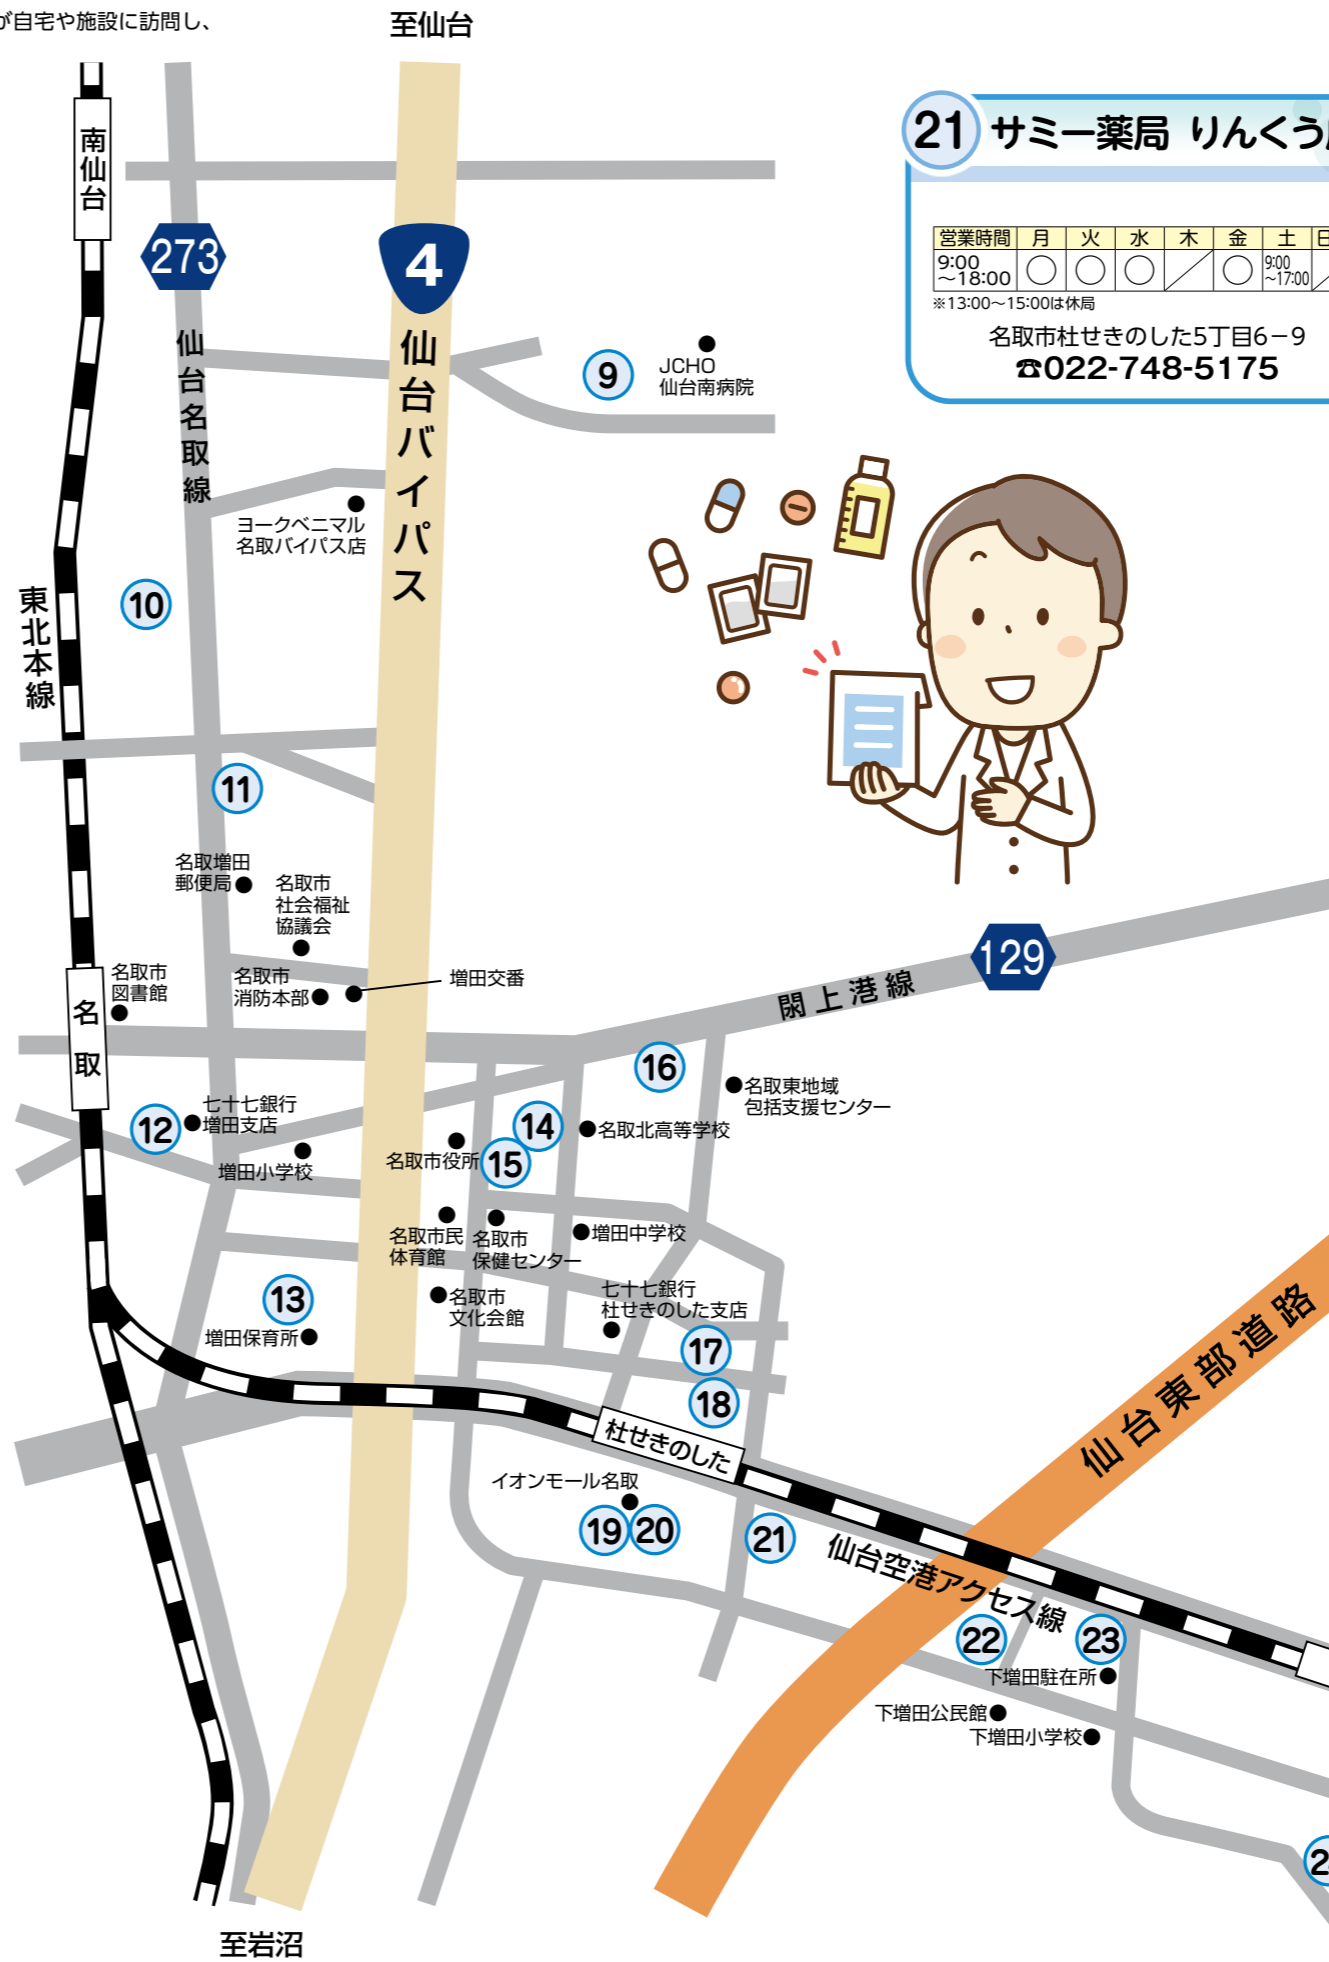 が自宅や施設に訪問し、
至仙台
南仙台
273
4
仙台名取線
仙台バイパス
21 サミー薬局 りんくう
営業時間 月 火 水 木 金 土 日
9:00～18:00 ○ ○ ○ ／ ○ 9:00～17:00 ／
※13:00～15:00は休局
名取市杜せきのした5丁目6－9
☎022-748-5175
9
JCHO
仙台南病院
ヨークベニマル
名取バイパス店
10
東北本線
11
名取増田
郵便局
名取市
社会福祉
協議会
名取市
図書館
名取市
消防本部
増田交番
129
閖上港線
名取
16
名取東地域
包括支援センター
12
七十七銀行
増田支店
14
名取北高等学校
増田小学校
名取市役所
15
名取市民
体育館
名取市
保健センター
増田中学校
13
名取市
文化会館
七十七銀行
杜せきのした支店
増田保育所
17
18
仙台東部道路
杜せきのした
イオンモール名取
19
20
21
仙台空港アクセス線
22
23
下増田駐在所
下増田公民館
下増田小学校
至岩沼